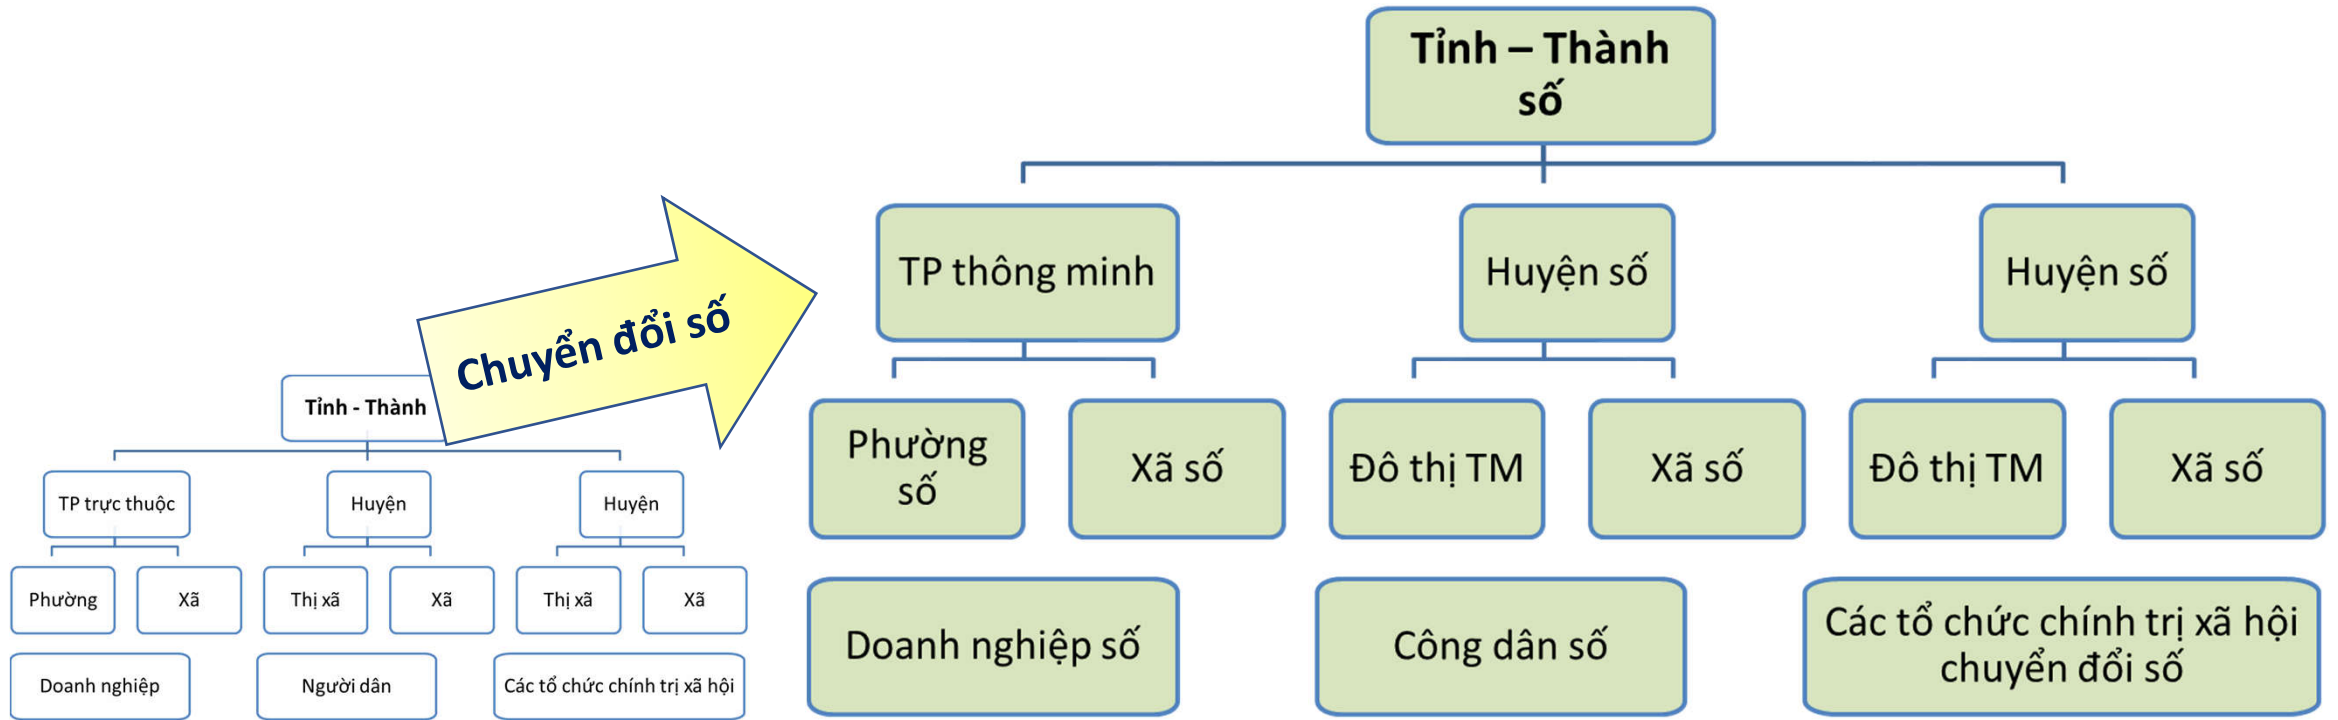 Tỉnh – Thành
số
TP thông minh
Huyện số
Huyện số
Phường
số
Xã số
Đô thị TM
Xã số
Đô thị TM
Xã số
Doanh nghiệp số
Công dân số
Các tổ chức chính trị xã hội
chuyển đổi số
Chuyển đổi số
Tỉnh - Thành
TP trực thuộc
Huyện
Huyện
Phường
Xã
Thị xã
Xã
Thị xã
Xã
Doanh nghiệp
Người dân
Các tổ chức chính trị xã hội